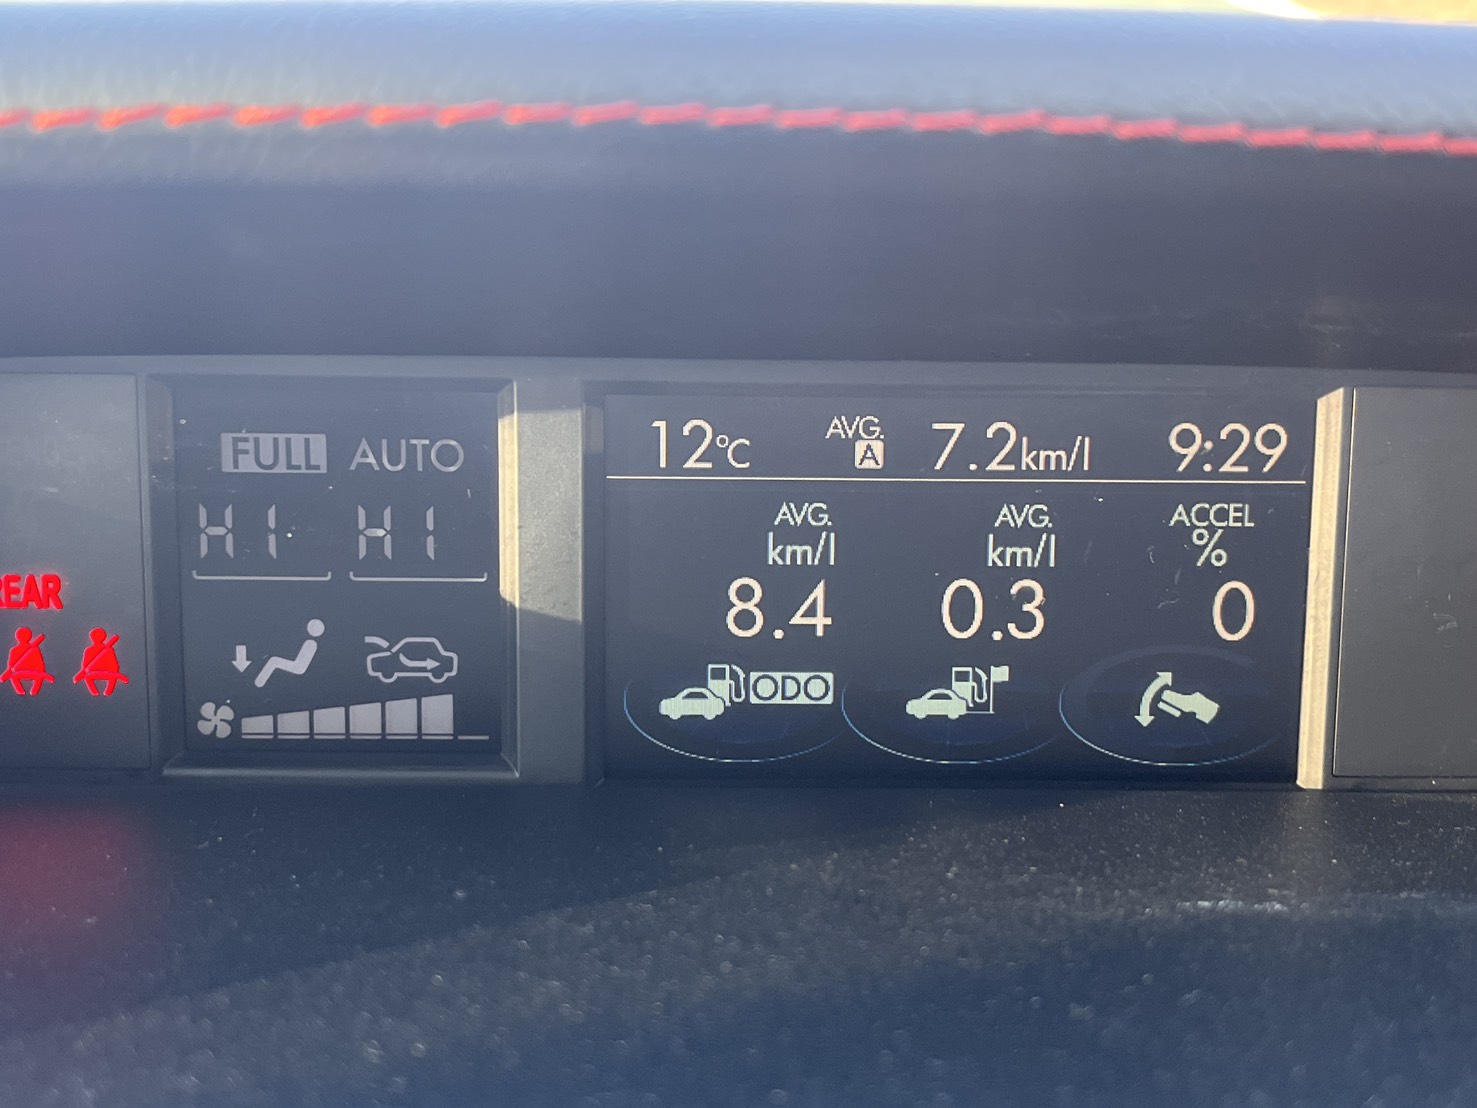 REAR
FULL AUTO
HI HI
12°C AVG. A 7.2km/l 9:29
AVG. AVG. ACCEL
km/l km/l %
8.4 0.3 0
ODO